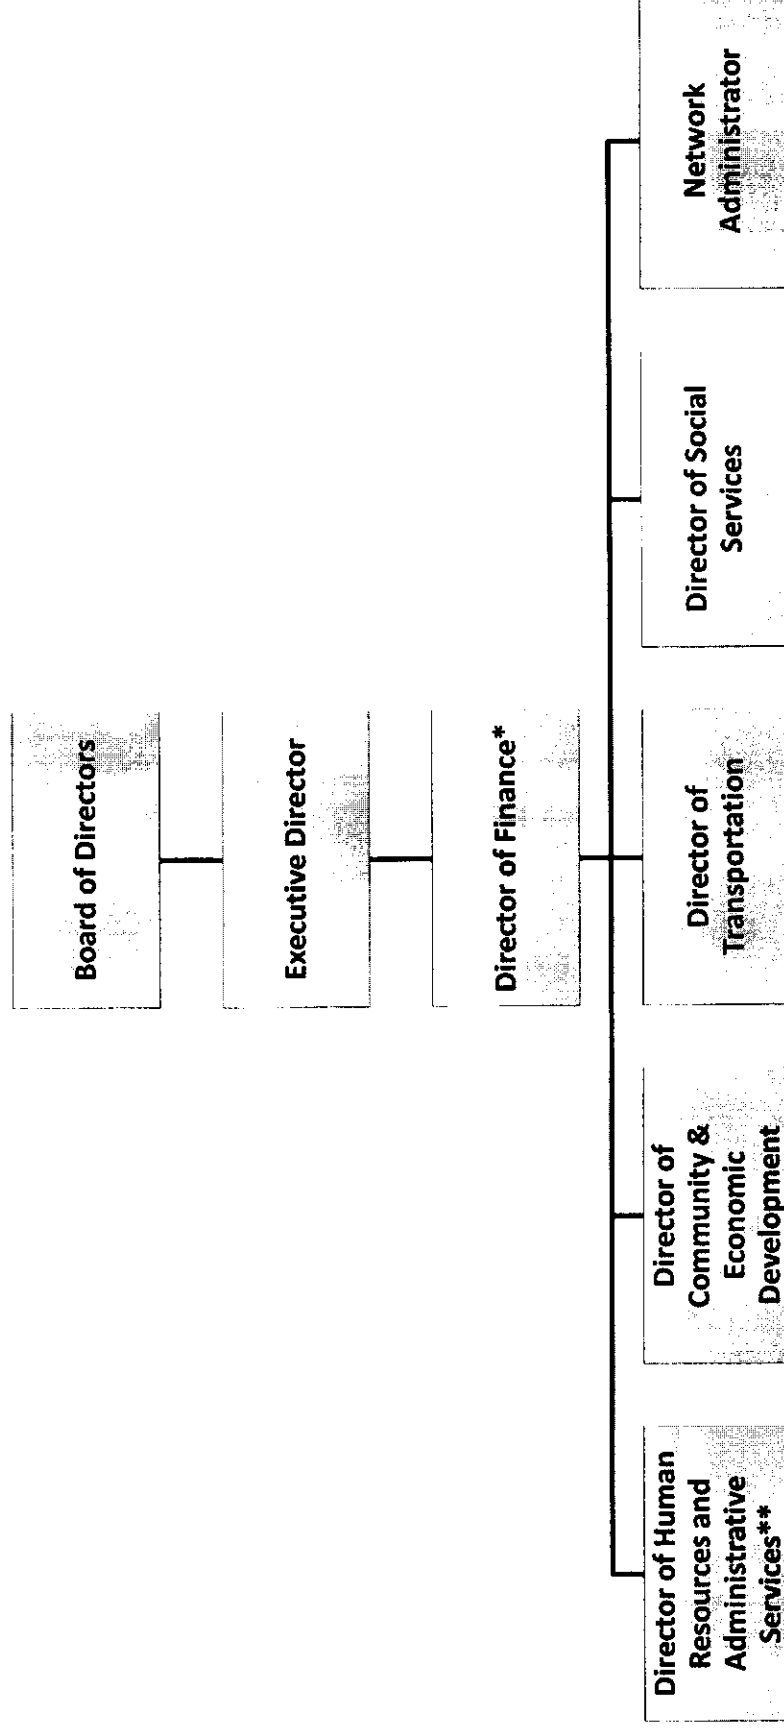 Board of Directors
Executive Director
Director of Finance*
Director of Human
Resources and
Administrative
Services**
Director of
Community &
Economic
Development
Director of
Transportation
Director of Social
Services
Network
Administrator